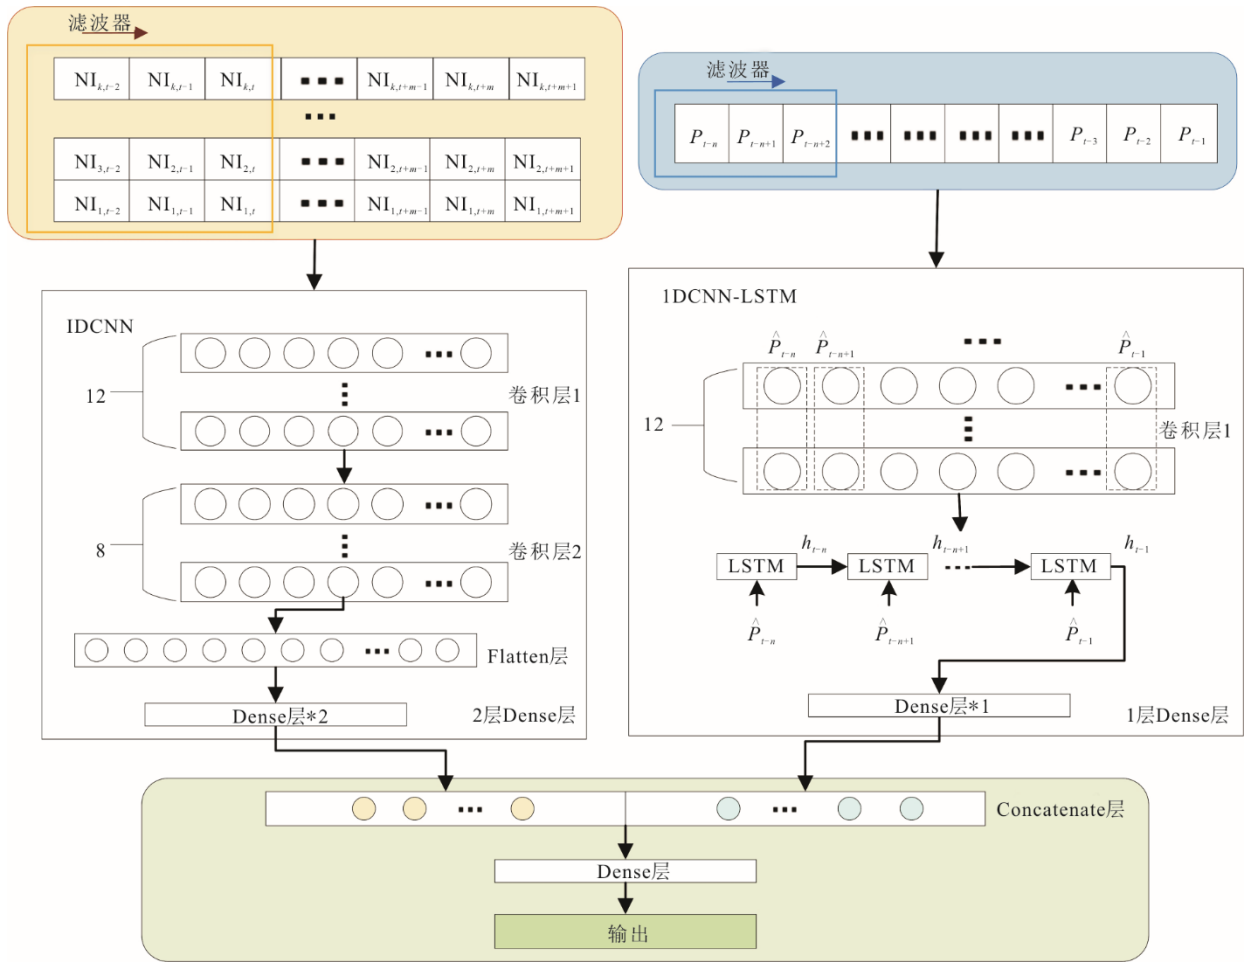 滤波器
NI_{k,t−2} NI_{k,t−1} NI_{k,t} ▪▪▪ NI_{k,t+m−1} NI_{k,t+m} NI_{k,t+m+1}
▪▪▪
NI_{3,t−2} NI_{2,t−1} NI_{2,t} ▪▪▪ NI_{2,t+m−1} NI_{2,t+m} NI_{2,t+m+1}
NI_{1,t−2} NI_{1,t−1} NI_{1,t} ▪▪▪ NI_{1,t+m−1} NI_{1,t+m} NI_{1,t+m+1}
滤波器
P_{t−n} P_{t−n+1} P_{t−n+2} ▪▪▪ ▪▪▪ ▪▪▪ ▪▪▪ P_{t−3} P_{t−2} P_{t−1}
IDCNN
12
卷积层1
8
卷积层2
Flatten层
Dense层*2
2层Dense层
1DCNN-LSTM
P̂_{t−n} P̂_{t−n+1} ▪▪▪ P̂_{t−1}
12
卷积层1
h_{t−n} h_{t−n+1} h_{t−1}
LSTM LSTM ▪▪▪ LSTM
P̂_{t−n} P̂_{t−n+1} P̂_{t−1}
Dense层*1
1层Dense层
Concatenate层
Dense层
输出